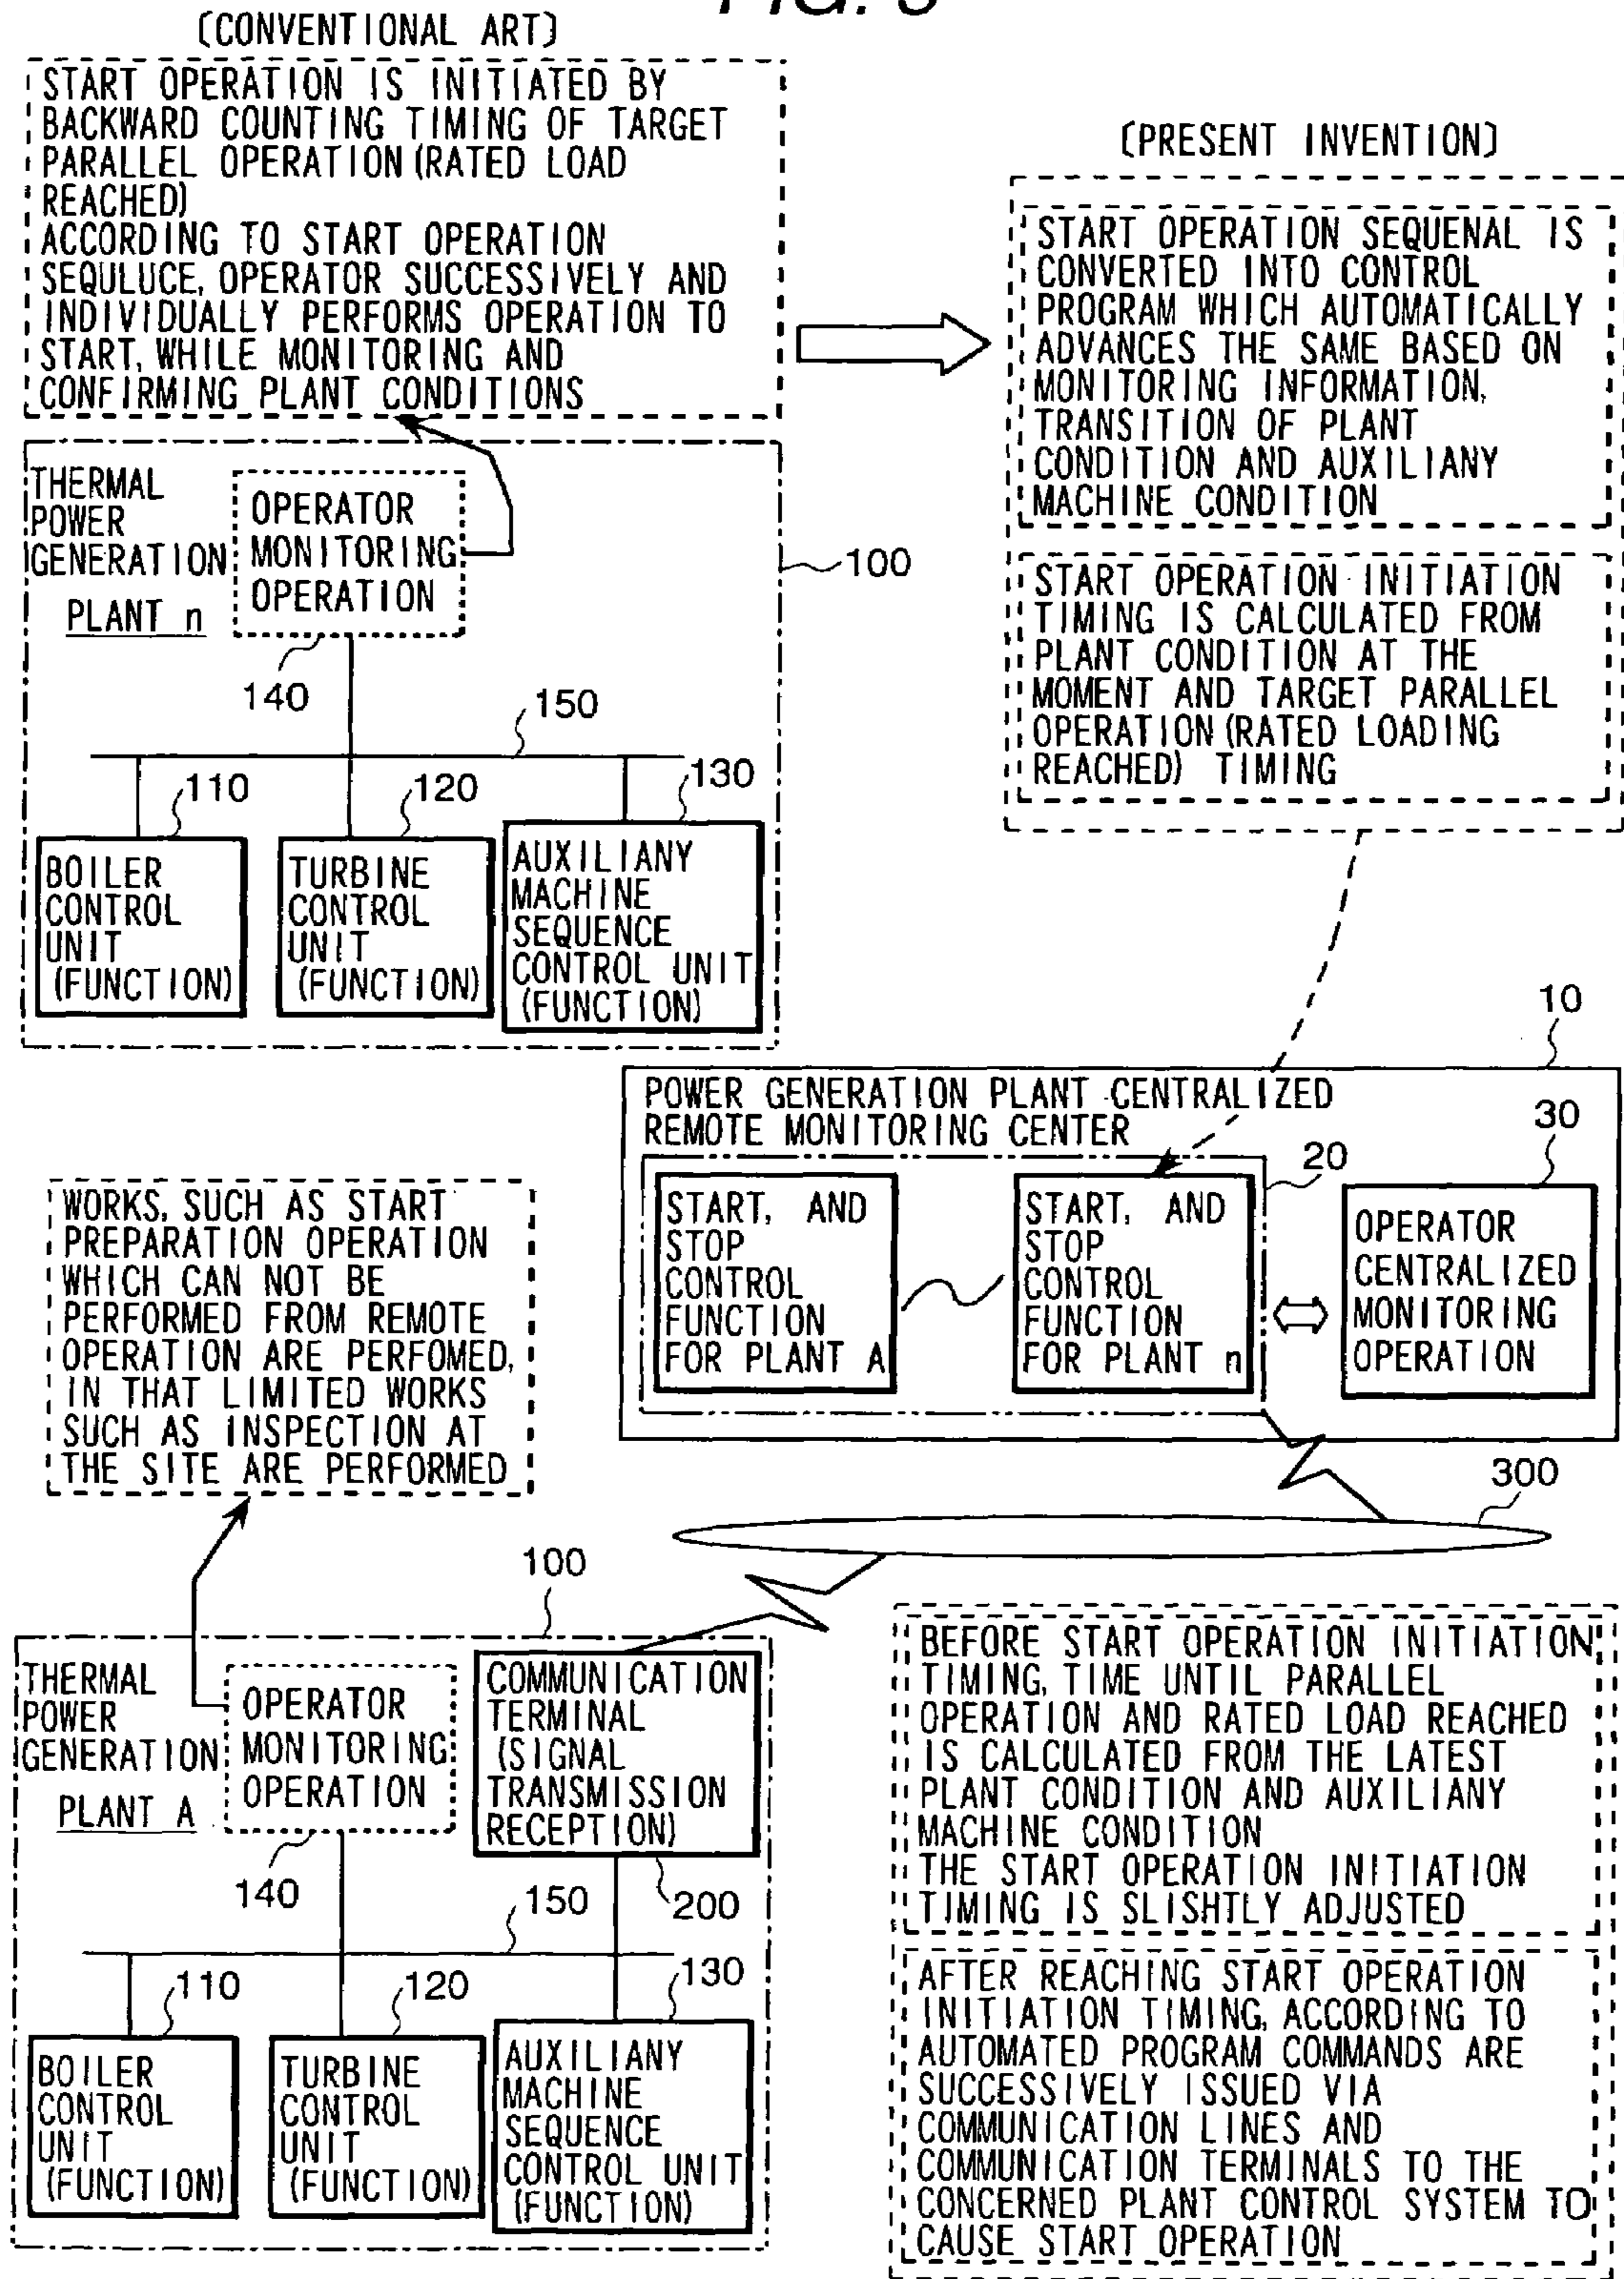 (CONVENTIONAL ART)
START OPERATION IS INITIATED BY
BACKWARD COUNTING TIMING OF TARGET
PARALLEL OPERATION (RATED LOAD
REACHED)
ACCORDING TO START OPERATION
SEQULUCE, OPERATOR SUCCESSIVELY AND
INDIVIDUALLY PERFORMS OPERATION TO
START, WHILE MONITORING AND
CONFIRMING PLANT CONDITIONS
(PRESENT INVENTION)
START OPERATION SEQUENAL IS
CONVERTED INTO CONTROL
PROGRAM WHICH AUTOMATICALLY
ADVANCES THE SAME BASED ON
MONITORING INFORMATION,
TRANSITION OF PLANT
CONDITION AND AUXILIANY
MACHINE CONDITION
START OPERATION INITIATION
TIMING IS CALCULATED FROM
PLANT CONDITION AT THE
MOMENT AND TARGET PARALLEL
OPERATION (RATED LOADING
REACHED) TIMING
THERMAL
POWER
GENERATION
PLANT n
OPERATOR
MONITORING
OPERATION
100
140
150
110
120
130
BOILER
CONTROL
UNIT
(FUNCTION)
TURBINE
CONTROL
UNIT
(FUNCTION)
AUXILIANY
MACHINE
SEQUENCE
CONTROL UNIT
(FUNCTION)
10
POWER GENERATION PLANT CENTRALIZED
REMOTE MONITORING CENTER
30
20
START, AND
STOP
CONTROL
FUNCTION
FOR PLANT A
START, AND
STOP
CONTROL
FUNCTION
FOR PLANT n
OPERATOR
CENTRALIZED
MONITORING
OPERATION
300
WORKS, SUCH AS START
PREPARATION OPERATION
WHICH CAN NOT BE
PERFORMED FROM REMOTE
OPERATION ARE PERFOMED,
IN THAT LIMITED WORKS
SUCH AS INSPECTION AT
THE SITE ARE PERFORMED
100
THERMAL
POWER
GENERATION
PLANT A
OPERATOR
MONITORING
OPERATION
COMMUNICATION
TERMINAL
(SIGNAL
TRANSMISSION
RECEPTION)
140
150
200
110
120
130
BOILER
CONTROL
UNIT
(FUNCTION)
TURBINE
CONTROL
UNIT
(FUNCTION)
AUXILIANY
MACHINE
SEQUENCE
CONTROL UNIT
(FUNCTION)
BEFORE START OPERATION INITIATION
TIMING, TIME UNTIL PARALLEL
OPERATION AND RATED LOAD REACHED
IS CALCULATED FROM THE LATEST
PLANT CONDITION AND AUXILIANY
MACHINE CONDITION
THE START OPERATION INITIATION
TIMING IS SLISHTLY ADJUSTED
AFTER REACHING START OPERATION
INITIATION TIMING, ACCORDING TO
AUTOMATED PROGRAM COMMANDS ARE
SUCCESSIVELY ISSUED VIA
COMMUNICATION LINES AND
COMMUNICATION TERMINALS TO THE
CONCERNED PLANT CONTROL SYSTEM TO
CAUSE START OPERATION